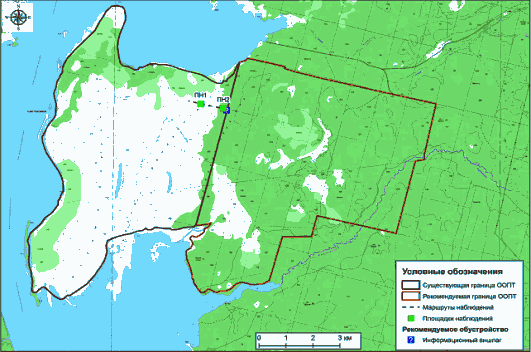 ПН1
ПН2
Условные обозначения
Существующая граница ООПТ
Рекомендуемая граница ООПТ
Маршруты наблюдений
Площадки наблюдений
Рекомендуемое обустройство
Информационный аншлаг
0 1 2 3 км